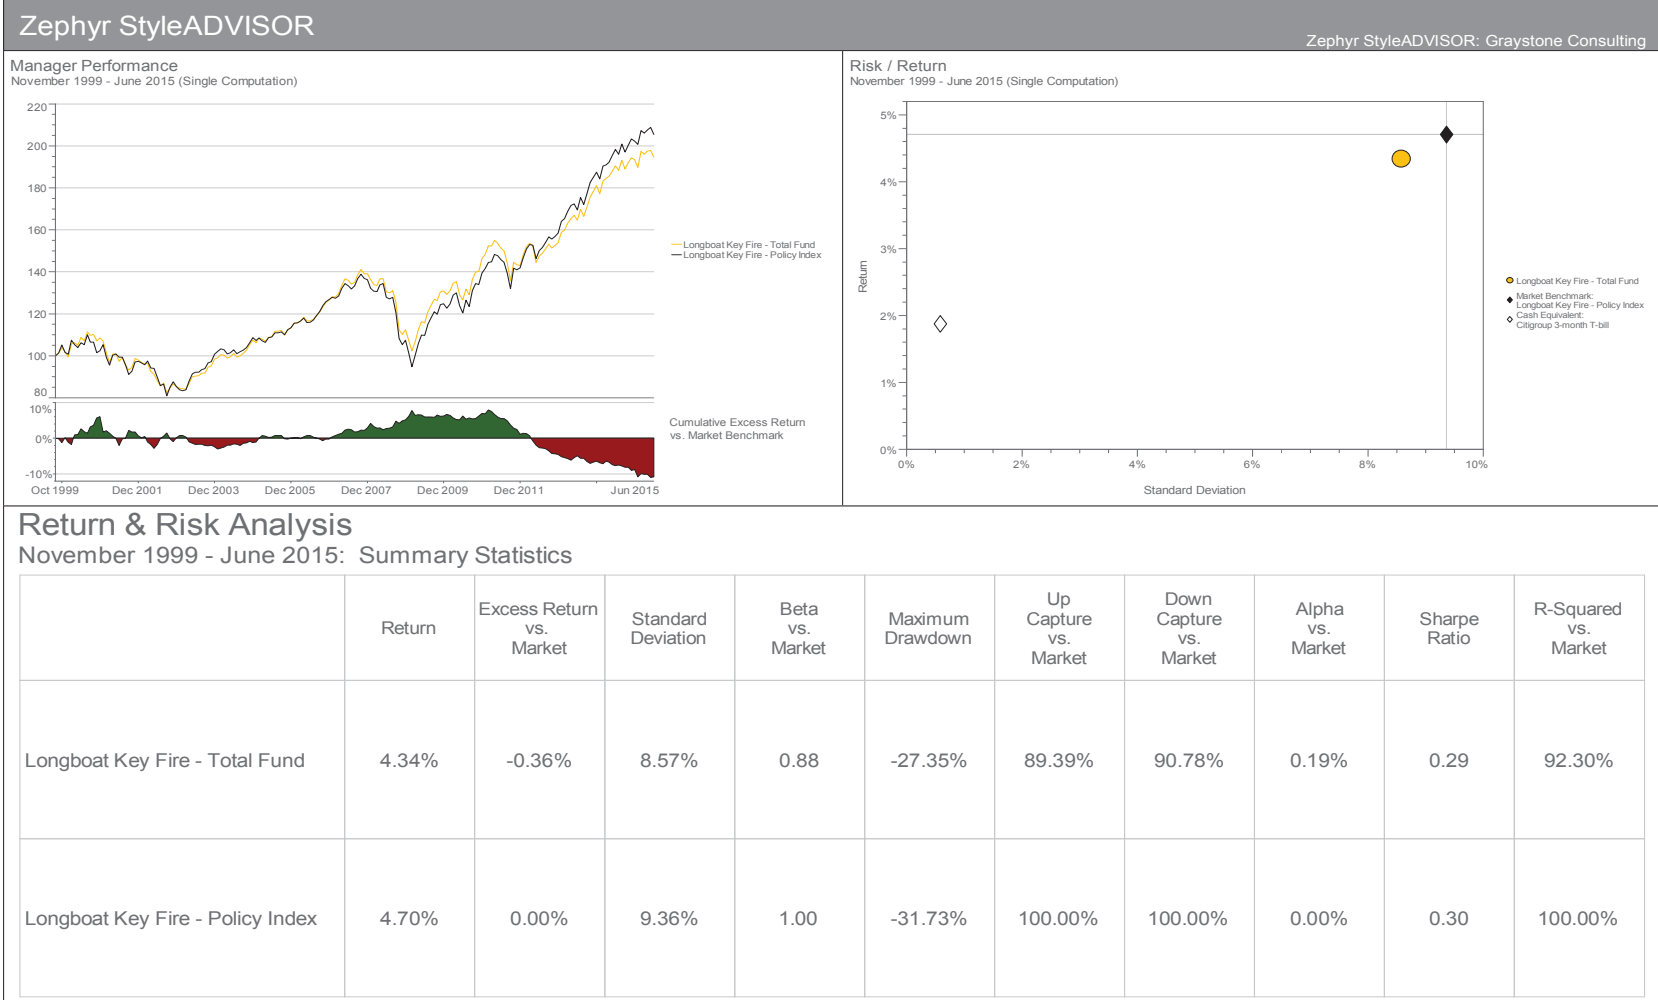 Zephyr StyleADVISOR
Zephyr StyleADVISOR: Graystone Consulting
Manager Performance
November 1999 - June 2015 (Single Computation)
220
200
180
160
140
120
100
80
10%
0%
-10%
Oct 1999
Dec 2001
Dec 2003
Dec 2005
Dec 2007
Dec 2009
Dec 2011
Jun 2015
Longboat Key Fire - Total Fund
Longboat Key Fire - Policy Index
Cumulative Excess Return
vs. Market Benchmark
Risk / Return
November 1999 - June 2015 (Single Computation)
Return
5%
4%
3%
2%
1%
0%
0%
2%
4%
6%
8%
10%
Standard Deviation
Longboat Key Fire - Total Fund
Market Benchmark:
Longboat Key Fire - Policy Index
Cash Equivalent:
Citigroup 3-month T-bill
Return & Risk Analysis
November 1999 - June 2015: Summary Statistics
Return
Excess Return
vs.
Market
Standard
Deviation
Beta
vs.
Market
Maximum
Drawdown
Up
Capture
vs.
Market
Down
Capture
vs.
Market
Alpha
vs.
Market
Sharpe
Ratio
R-Squared
vs.
Market
Longboat Key Fire - Total Fund 4.34% -0.36% 8.57% 0.88 -27.35% 89.39% 90.78% 0.19% 0.29 92.30%
Longboat Key Fire - Policy Index 4.70% 0.00% 9.36% 1.00 -31.73% 100.00% 100.00% 0.00% 0.30 100.00%